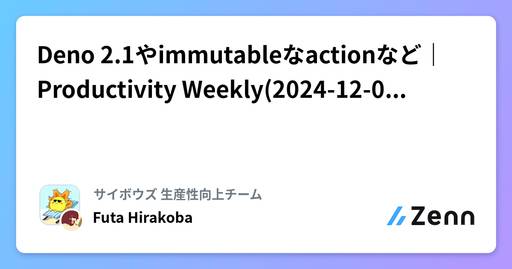 Deno 2.1やimmutableなactionなど｜
Productivity Weekly(2024-12-0...
サイボウズ 生産性向上チーム
Futa Hirakoba
Zenn